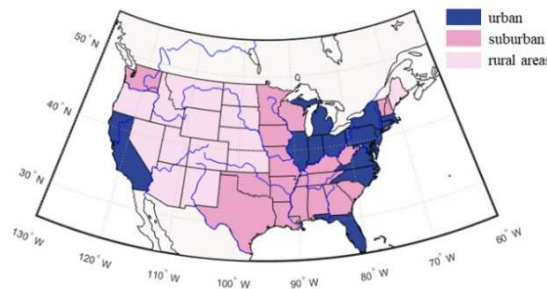 urban
suburban
rural areas
50° N
40° N
30° N
130° W
120° W
110° W
100° W
90° W
80° W
70° W
60° W